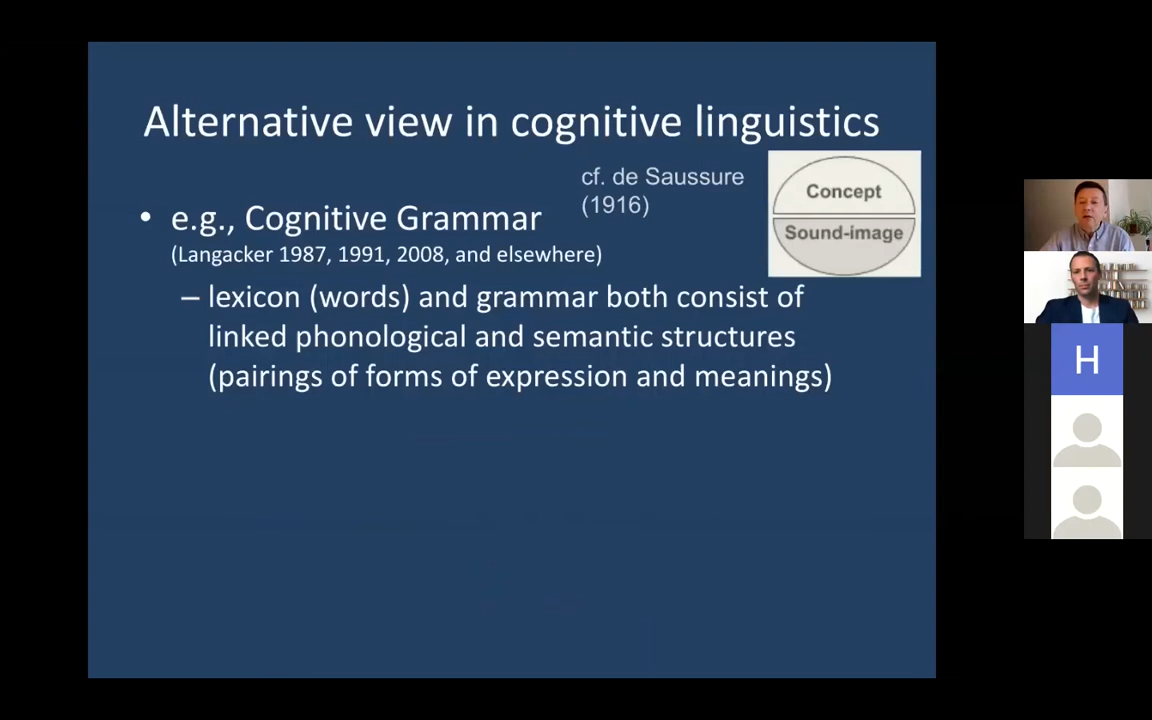 Alternative view in cognitive linguistics
cf. de Saussure
(1916)
Concept
Sound-image
• e.g., Cognitive Grammar
(Langacker 1987, 1991, 2008, and elsewhere)
– lexicon (words) and grammar both consist of
linked phonological and semantic structures
(pairings of forms of expression and meanings)
H